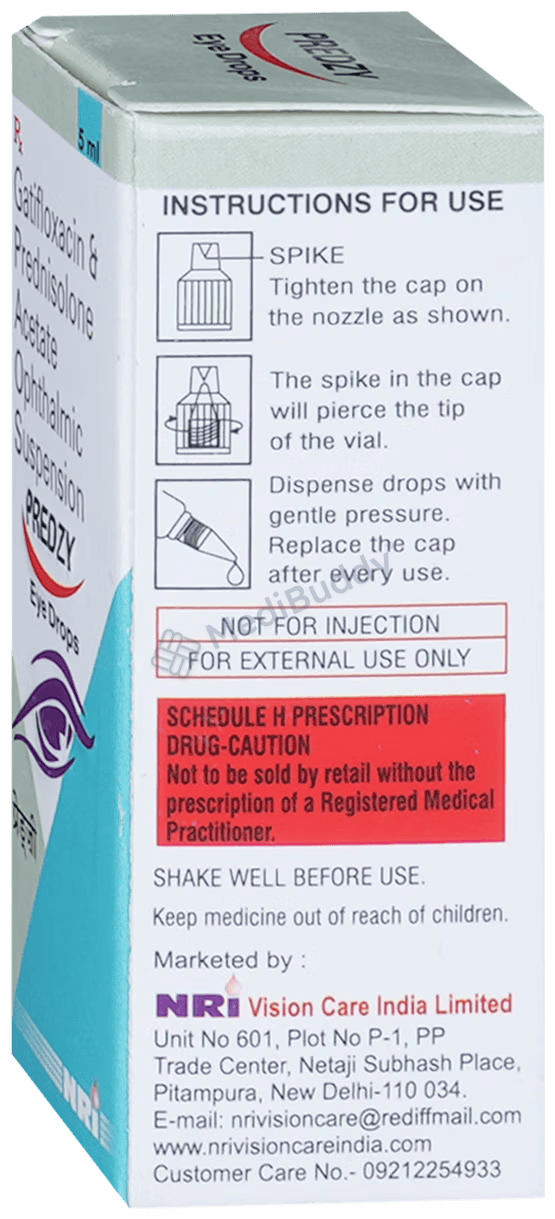 PREDZY
Eye Drops
5 ml
Rx
Gatifloxacin &
Prednisolone
Acetate
Ophthalmic
Suspension
PREDZY
Eye Drops
NRi
INSTRUCTIONS FOR USE
SPIKE
Tighten the cap on
the nozzle as shown.
The spike in the cap
will pierce the tip
of the vial.
Dispense drops with
gentle pressure.
Replace the cap
after every use.
MediBuddy
NOT FOR INJECTION
FOR EXTERNAL USE ONLY
SCHEDULE H PRESCRIPTION
DRUG-CAUTION
Not to be sold by retail without the
prescription of a Registered Medical
Practitioner.
SHAKE WELL BEFORE USE.
Keep medicine out of reach of children.
Marketed by :
NRi Vision Care India Limited
Unit No 601, Plot No P-1, PP
Trade Center, Netaji Subhash Place,
Pitampura, New Delhi-110 034.
E-mail: nrivisioncare@rediffmail.com
www.nrivisioncareindia.com
Customer Care No.- 09212254933